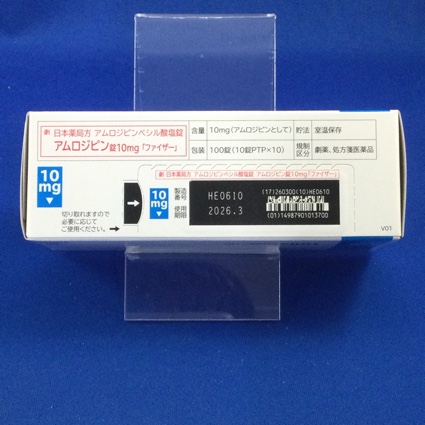 劇 日本薬局方 アムロジピンベシル酸塩錠
アムロジピン錠10mg「ファイザー」
含量 10mg(アムロジピンとして) 貯法 室温保存
包装 100錠(10錠PTP×10) 規制区分 劇薬、処方箋医薬品
10mg
切り取れますので
必要に応じて
ご使用ください。
劇 日本薬局方 アムロジピンベシル酸塩錠 アムロジピン錠10mg「ファイザー」
10mg
製造番号 HE0610
使用期限 2026.3
(17)260300(10)HE0610
(01)14987901013700
V01